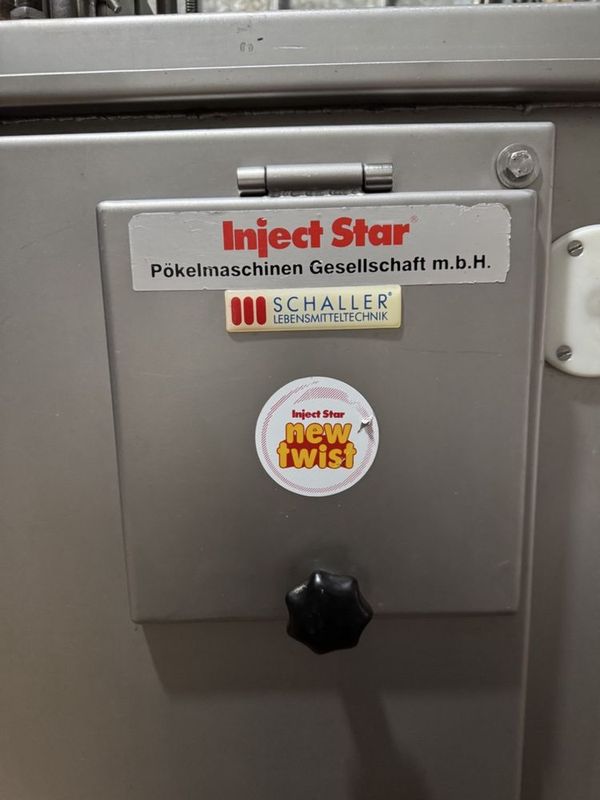 Inject Star®
Pökelmaschinen Gesellschaft m.b.H.
SCHALLER®
LEBENSMITTELTECHNIK
Inject Star
new
twist